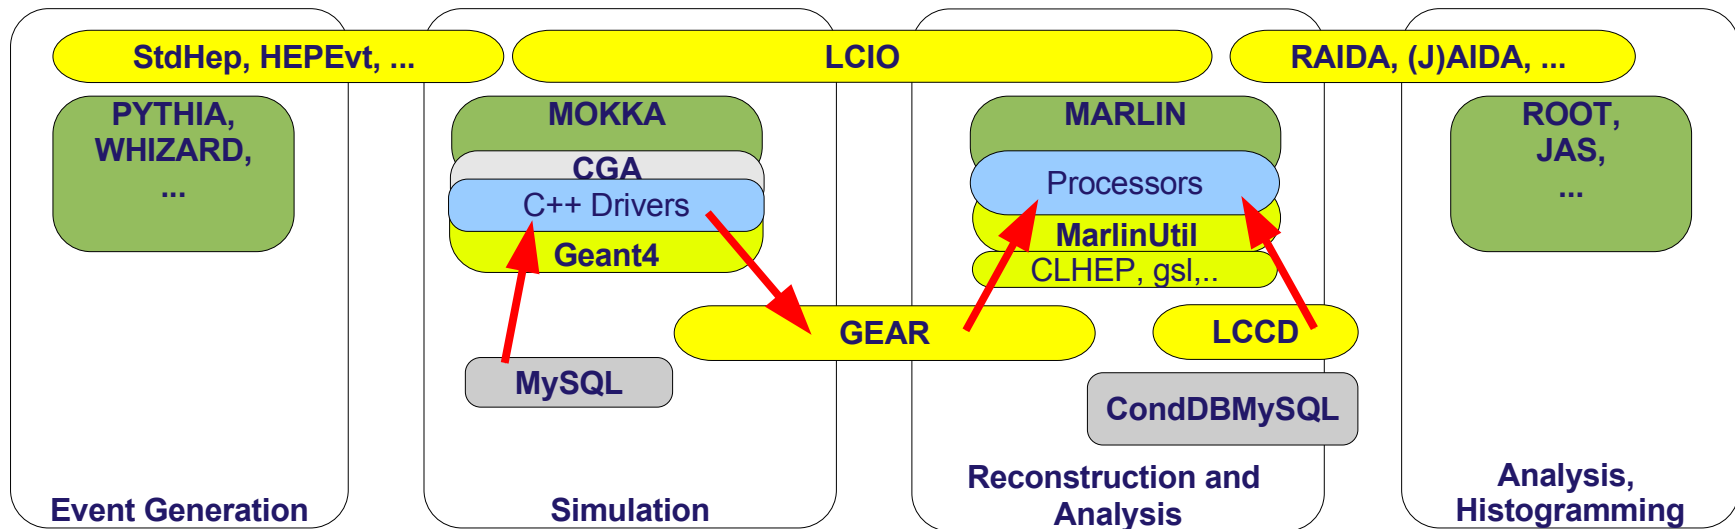 StdHep, HEPEvt, ...
LCIO
RAIDA, (J)AIDA, ...
PYTHIA,
WHIZARD,
...
MOKKA
CGA
C++ Drivers
Geant4
MARLIN
Processors
MarlinUtil
CLHEP, gsl,..
ROOT,
JAS,
...
GEAR
LCCD
MySQL
CondDBMySQL
Event Generation
Simulation
Reconstruction and
Analysis
Analysis,
Histogramming